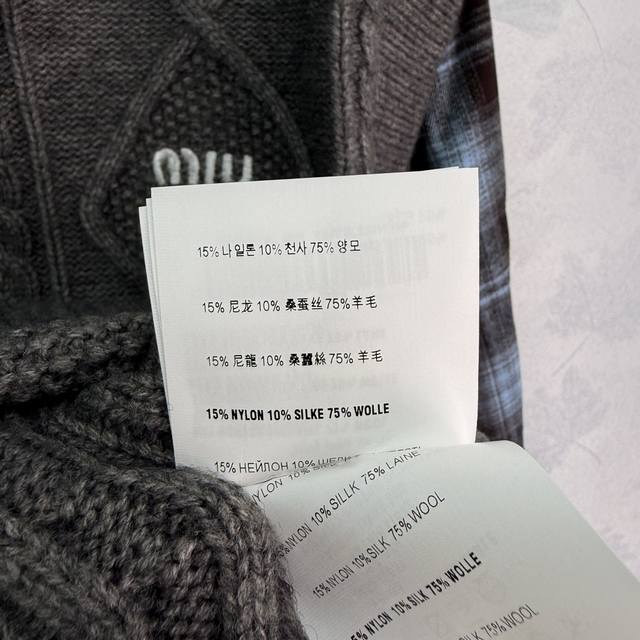 15% 나일론 10% 천사 75% 양모
15% 尼龙 10% 桑蚕丝 75% 羊毛
15% 尼龍 10% 桑蠶絲 75% 羊毛
15% NYLON 10% SILKE 75% WOLLE
15% НЕЙЛОН 10%
NYLON 10% SILLK 75% LAINE
15% NYLON 10% SILK 75% WOOL
15% NYLON 10% SILK 75% WOLLE
SILK 75% WOOL